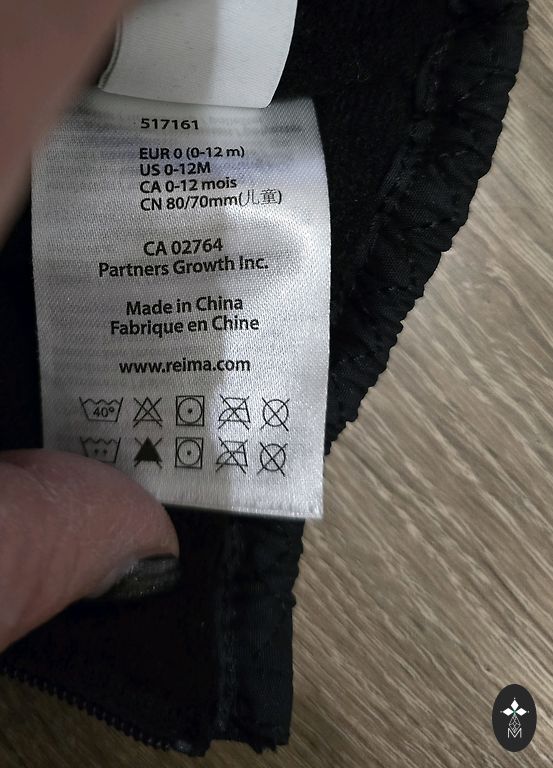 517161
EUR 0 (0-12 m)
US 0-12M
CA 0-12 mois
CN 80/70mm(儿童)
CA 02764
Partners Growth Inc.
Made in China
Fabrique en Chine
www.reima.com
40°